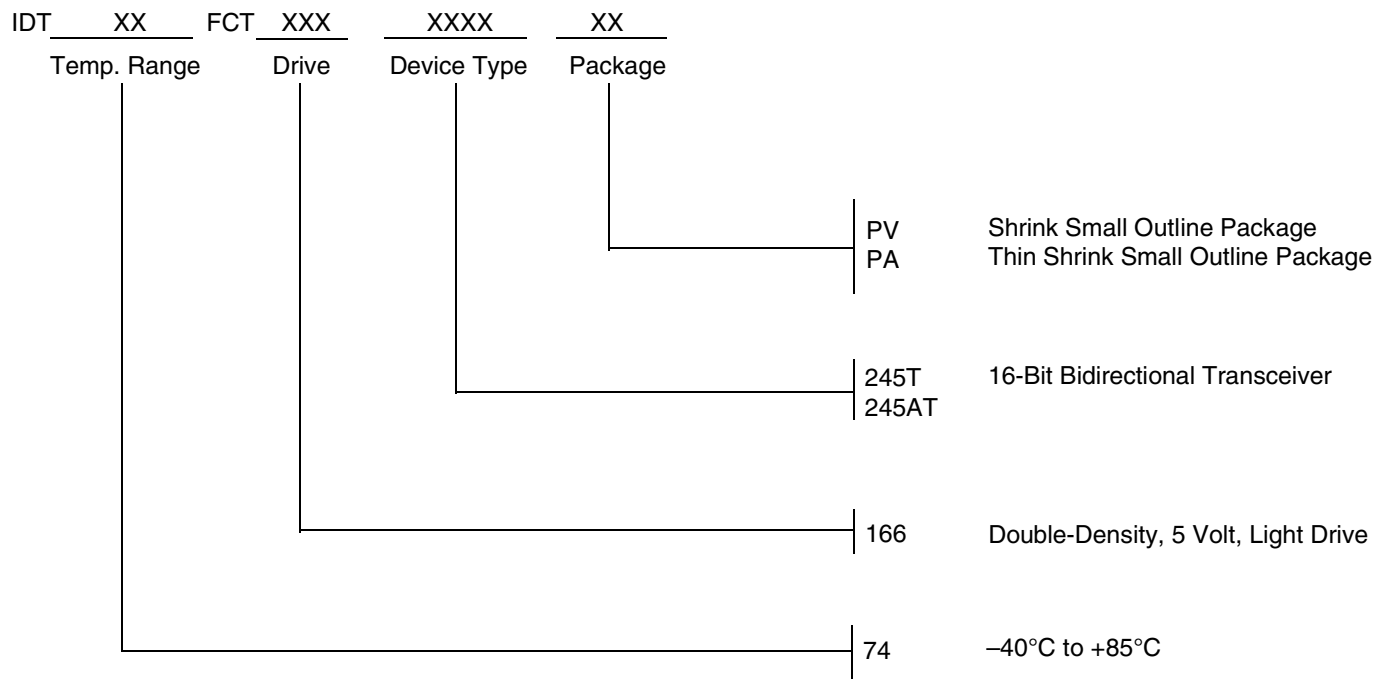 IDT XX FCT XXX XXXX XX
Temp. Range Drive Device Type Package
PV Shrink Small Outline Package
PA Thin Shrink Small Outline Package
245T 16-Bit Bidirectional Transceiver
245AT
166 Double-Density, 5 Volt, Light Drive
74 –40°C to +85°C